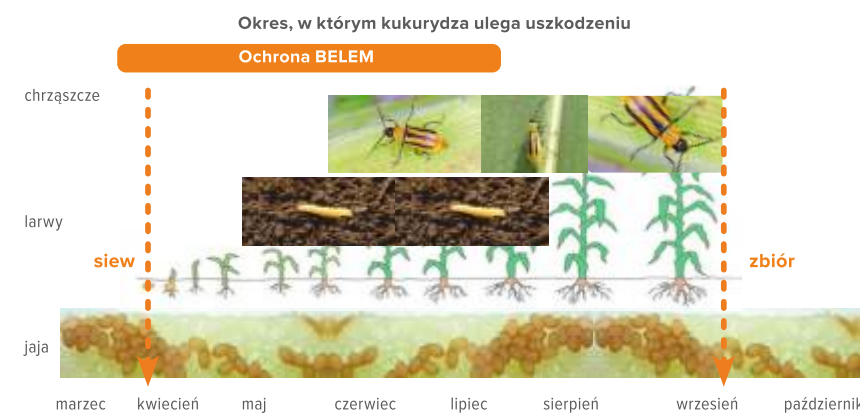 Okres, w którym kukurydza ulega uszkodzeniu
Ochrona BELEM
chrząszcze
larwy
siew
zbiór
jaja
marzec kwiecień maj czerwiec lipiec sierpień wrzesień październik